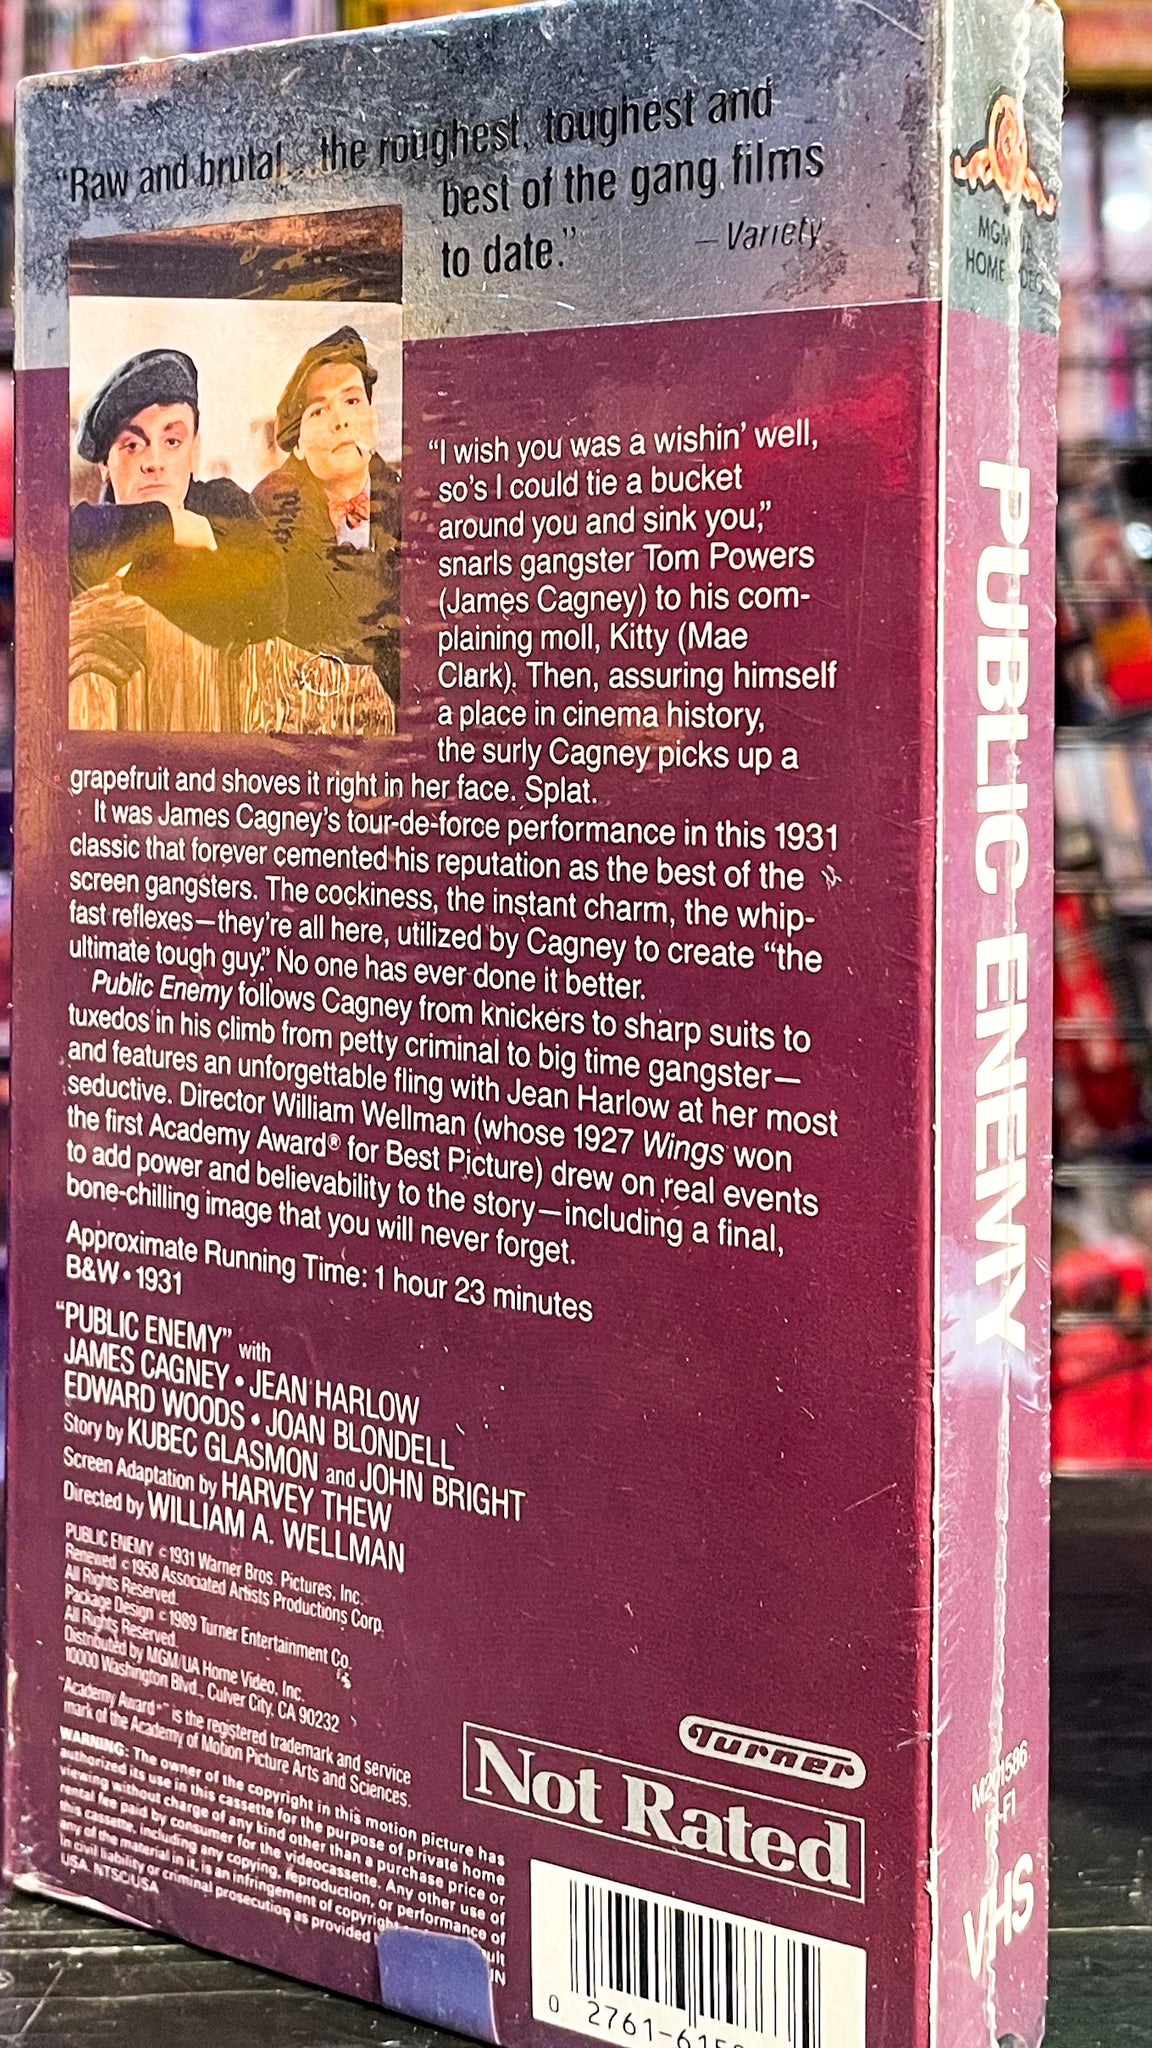 "Raw and brutal...the roughest, toughest and
best of the gang films
to date."
– Variety
"I wish you was a wishin' well,
so's I could tie a bucket
around you and sink you,"
snarls gangster Tom Powers
(James Cagney) to his com-
plaining moll, Kitty (Mae
Clark). Then, assuring himself
a place in cinema history,
the surly Cagney picks up a
grapefruit and shoves it right in her face. Splat.
It was James Cagney's tour-de-force performance in this 1931
classic that forever cemented his reputation as the best of the
screen gangsters. The cockiness, the instant charm, the whip-
fast reflexes—they're all here, utilized by Cagney to create "the
ultimate tough guy." No one has ever done it better.
Public Enemy follows Cagney from knickers to sharp suits to
tuxedos in his climb from petty criminal to big time gangster—
and features an unforgettable fling with Jean Harlow at her most
seductive. Director William Wellman (whose 1927 Wings won
the first Academy Award® for Best Picture) drew on real events
to add power and believability to the story—including a final,
bone-chilling image that you will never forget.
Approximate Running Time: 1 hour 23 minutes
B&W • 1931
"PUBLIC ENEMY" with
JAMES CAGNEY • JEAN HARLOW
EDWARD WOODS • JOAN BLONDELL
Story by KUBEC GLASMON and JOHN BRIGHT
Screen Adaptation by HARVEY THEW
Directed by WILLIAM A. WELLMAN
PUBLIC ENEMY © 1931 Warner Bros. Pictures, Inc.
Renewed © 1958 Associated Artists Productions Corp.
All Rights Reserved.
Package Design © 1989 Turner Entertainment Co.
All Rights Reserved.
Distributed by MGM/UA Home Video, Inc.
10000 Washington Blvd., Culver City, CA 90232
"Academy Award®" is the registered trademark and service
mark of the Academy of Motion Picture Arts and Sciences.
WARNING: The owner of the copyright in this motion picture has
authorized its use in this cassette for the purpose of private home
viewing without charge of any kind other than a purchase price or
rental fee paid by consumer for the videocassette. Any other use of
this cassette, including any copying, reproduction, or performance of
any of the material in it, is an infringement of copyright
in civil liability or criminal prosecution as provided
USA. NTSC/USA
Turner
Not Rated
0 2761-615
MGM/UA
HOME VIDEO
PUBLIC ENEMY
HI-FI
VHS